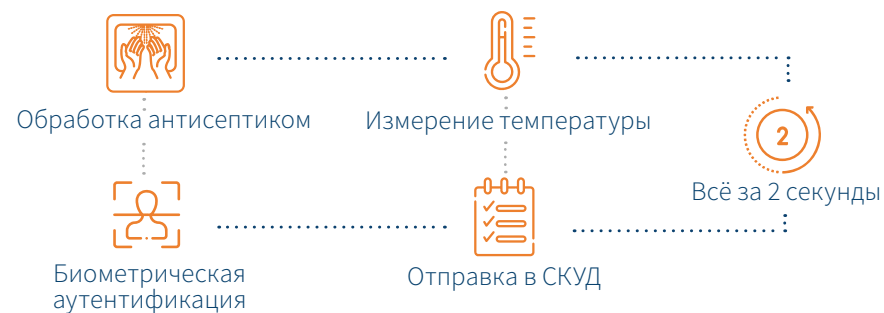 Обработка антисептиком
Измерение температуры
2
Всё за 2 секунды
Биометрическая
аутентификация
Отправка в СКУД